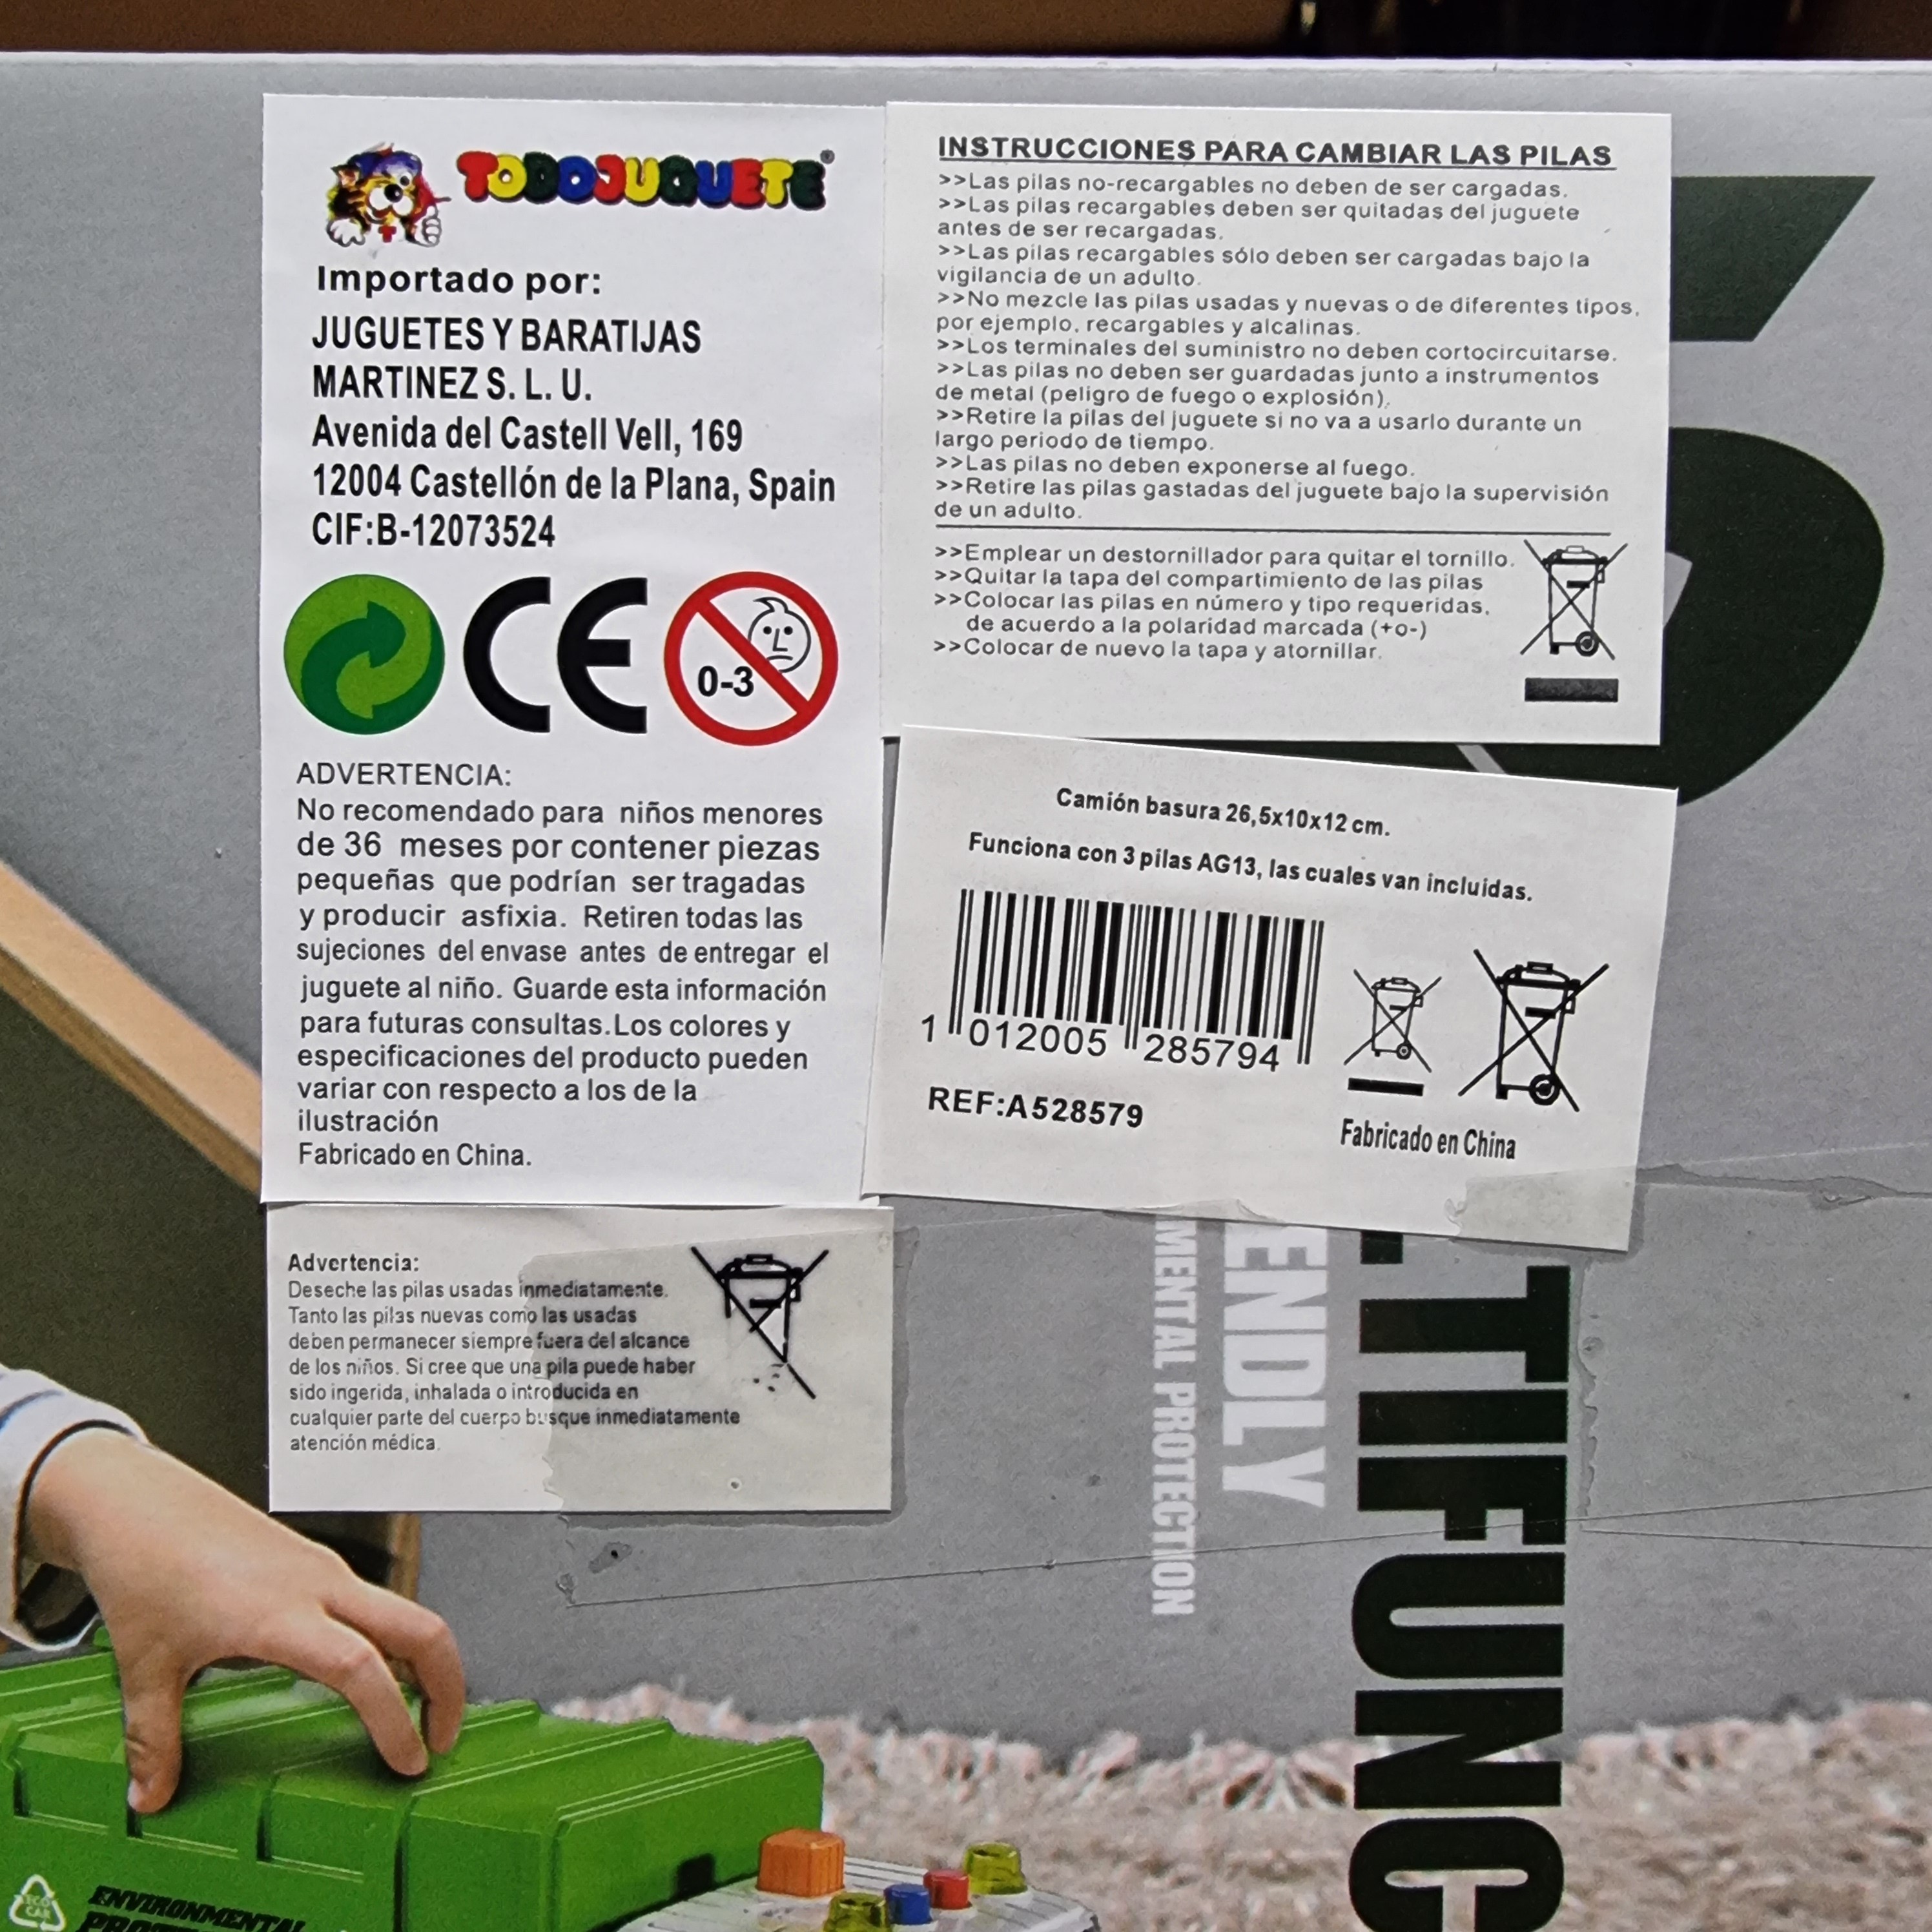 TODOJUGUETE®
Importado por:
JUGUETES Y BARATIJAS
MARTINEZ S. L. U.
Avenida del Castell Vell, 169
12004 Castellón de la Plana, Spain
CIF:B-12073524
CE
0-3
ADVERTENCIA:
No recomendado para niños menores
de 36 meses por contener piezas
pequeñas que podrían ser tragadas
y producir asfixia. Retiren todas las
sujeciones del envase antes de entregar el
juguete al niño. Guarde esta información
para futuras consultas.Los colores y
especificaciones del producto pueden
variar con respecto a los de la
ilustración
Fabricado en China.
INSTRUCCIONES PARA CAMBIAR LAS PILAS
>>Las pilas no-recargables no deben de ser cargadas.
>>Las pilas recargables deben ser quitadas del juguete
antes de ser recargadas.
>>Las pilas recargables sólo deben ser cargadas bajo la
vigilancia de un adulto.
>>No mezcle las pilas usadas y nuevas o de diferentes tipos,
por ejemplo, recargables y alcalinas.
>>Los terminales del suministro no deben cortocircuitarse.
>>Las pilas no deben ser guardadas junto a instrumentos
de metal (peligro de fuego o explosión).
>>Retire la pilas del juguete si no va a usarlo durante un
largo periodo de tiempo.
>>Las pilas no deben exponerse al fuego.
>>Retire las pilas gastadas del juguete bajo la supervisión
de un adulto.
>>Emplear un destornillador para quitar el tornillo.
>>Quitar la tapa del compartimiento de las pilas
>>Colocar las pilas en número y tipo requeridas,
de acuerdo a la polaridad marcada (+o-)
>>Colocar de nuevo la tapa y atornillar.
Camión basura 26,5x10x12 cm.
Funciona con 3 pilas AG13, las cuales van incluidas.
1 012005 285794
REF:A528579
Fabricado en China
Advertencia:
Deseche las pilas usadas inmediatamente.
Tanto las pilas nuevas como las usadas
deben permanecer siempre fuera del alcance
de los niños. Si cree que una pila puede haber
sido ingerida, inhalada o introducida en
cualquier parte del cuerpo busque inmediatamente
atención médica.
TIFUNC
ENDLY
MENTAL PROTECTION
ECO
CAR
ENVIRONMENTAL